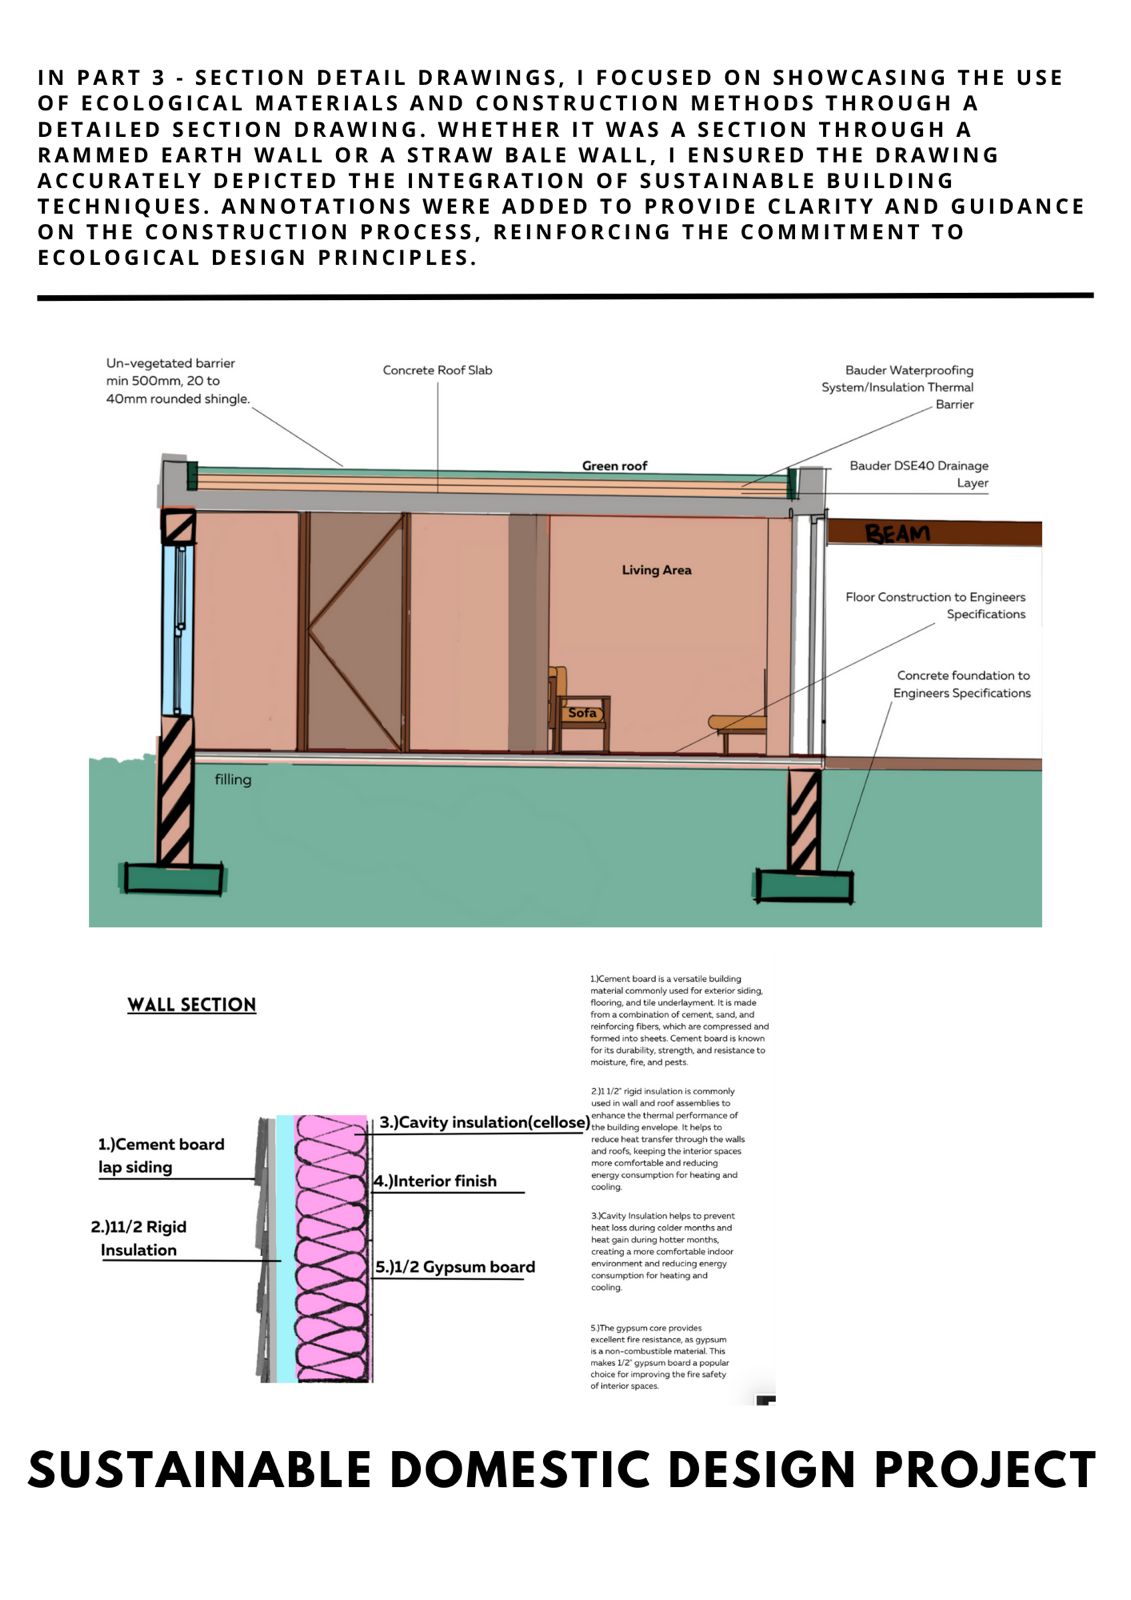 IN PART 3 - SECTION DETAIL DRAWINGS, I FOCUSED ON SHOWCASING THE USE
OF ECOLOGICAL MATERIALS AND CONSTRUCTION METHODS THROUGH A
DETAILED SECTION DRAWING. WHETHER IT WAS A SECTION THROUGH A
RAMMED EARTH WALL OR A STRAW BALE WALL, I ENSURED THE DRAWING
ACCURATELY DEPICTED THE INTEGRATION OF SUSTAINABLE BUILDING
TECHNIQUES. ANNOTATIONS WERE ADDED TO PROVIDE CLARITY AND GUIDANCE
ON THE CONSTRUCTION PROCESS, REINFORCING THE COMMITMENT TO
ECOLOGICAL DESIGN PRINCIPLES.
Un-vegetated barrier
min 500mm, 20 to
40mm rounded shingle.
Concrete Roof Slab
Bauder Waterproofing
System/Insulation Thermal
Barrier
Green roof
Bauder DSE40 Drainage
Layer
BEAM
Living Area
Floor Construction to Engineers
Specifications
Concrete foundation to
Engineers Specifications
Sofa
filling
WALL SECTION
1.)Cement board
lap siding
2.)11/2 Rigid
Insulation
3.)Cavity insulation(cellose)
4.)Interior finish
5.)1/2 Gypsum board
1.)Cement board is a versatile building
material commonly used for exterior siding,
flooring, and tile underlayment. It is made
from a combination of cement, sand, and
reinforcing fibers, which are compressed and
formed into sheets. Cement board is known
for its durability, strength, and resistance to
moisture, fire, and pests.
2.)1 1/2" rigid insulation is commonly
used in wall and roof assemblies to
enhance the thermal performance of
the building envelope. It helps to
reduce heat transfer through the walls
and roofs, keeping the interior spaces
more comfortable and reducing
energy consumption for heating and
cooling.
3.)Cavity Insulation helps to prevent
heat loss during colder months and
heat gain during hotter months,
creating a more comfortable indoor
environment and reducing energy
consumption for heating and
cooling.
5.)The gypsum core provides
excellent fire resistance, as gypsum
is a non-combustible material. This
makes 1/2" gypsum board a popular
choice for improving the fire safety
of interior spaces.
SUSTAINABLE DOMESTIC DESIGN PROJECT